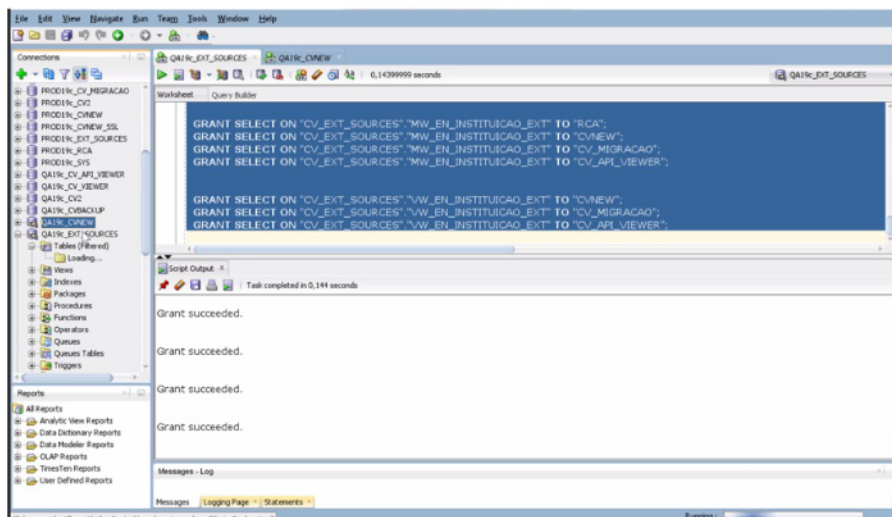 File Edit View Navigate Run Team Tools Window Help
Connections
PROD19c_CV_MIGRACAO
PROD19c_CV2
PROD19c_CVNEW
PROD19c_CVNEW_SSL
PROD19c_EXT_SOURCES
PROD19c_RCA
PROD19c_SYS
QA19c_CV_API_VIEWER
QA19c_CV_VIEWER
QA19c_CV2
QA19c_CVBACKUP
QA19c_CVNEW
QA19c_EXT_SOURCES
Tables (Filtered)
Loading...
Views
Indexes
Packages
Procedures
Functions
Operators
Queues
Queues Tables
Triggers
Reports
All Reports
Analytic View Reports
Data Dictionary Reports
Data Modeler Reports
OLAP Reports
TimesTen Reports
User Defined Reports
QA19c_EXT_SOURCES QA19c_CVNEW
0,14399999 seconds QA19c_EXT_SOURCES
Worksheet Query Builder
GRANT SELECT ON "CV_EXT_SOURCES"."MW_EN_INSTITUICAO_EXT" TO "RCA";
GRANT SELECT ON "CV_EXT_SOURCES"."MW_EN_INSTITUICAO_EXT" TO "CVNEW";
GRANT SELECT ON "CV_EXT_SOURCES"."MW_EN_INSTITUICAO_EXT" TO "CV_MIGRACAO";
GRANT SELECT ON "CV_EXT_SOURCES"."MW_EN_INSTITUICAO_EXT" TO "CV_API_VIEWER";
GRANT SELECT ON "CV_EXT_SOURCES"."VW_EN_INSTITUICAO_EXT" TO "CVNEW";
GRANT SELECT ON "CV_EXT_SOURCES"."VW_EN_INSTITUICAO_EXT" TO "CV_MIGRACAO";
GRANT SELECT ON "CV_EXT_SOURCES"."VW_EN_INSTITUICAO_EXT" TO "CV_API_VIEWER";
Script Output
Task completed in 0,144 seconds
Grant succeeded.
Grant succeeded.
Grant succeeded.
Grant succeeded.
Messages - Log
Messages Logging Page Statements